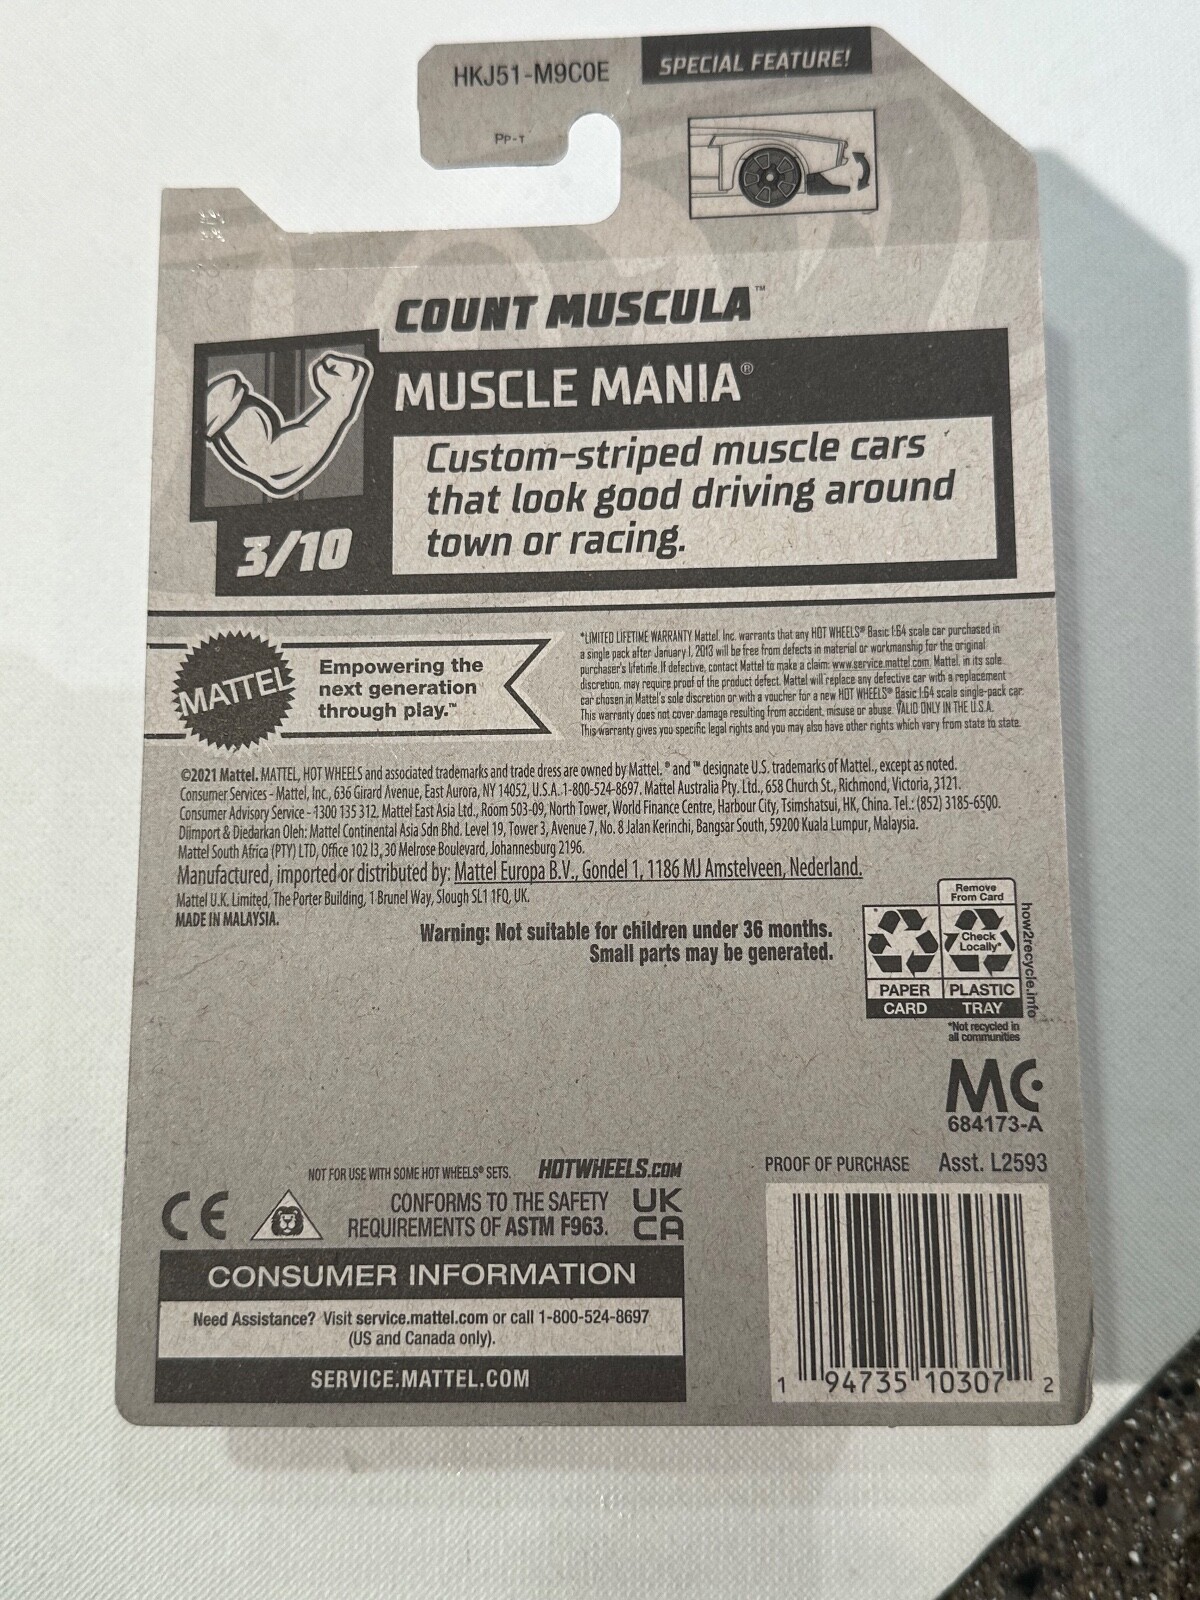 HKJ51-M9C0E
SPECIAL FEATURE!
PP-T
COUNT MUSCULA™
MUSCLE MANIA®
Custom-striped muscle cars
that look good driving around
town or racing.
3/10
MATTEL
Empowering the
next generation
through play.™
*LIMITED LIFETIME WARRANTY Mattel, Inc. warrants that any HOT WHEELS® Basic 1:64 scale car purchased in
a single pack after January 1, 2013 will be free from defects in material or workmanship for the original
purchaser's lifetime. If defective, contact Mattel to make a claim: www.service.mattel.com. Mattel, in its sole
discretion, may require proof of the product defect. Mattel will replace any defective car with a replacement
car chosen in Mattel's sole discretion or with a voucher for a new HOT WHEELS® Basic 1:64 scale single-pack car.
This warranty does not cover damage resulting from accident, misuse or abuse. VALID ONLY IN THE U.S.A.
This warranty gives you specific legal rights and you may also have other rights which vary from state to state.
©2021 Mattel. MATTEL, HOT WHEELS and associated trademarks and trade dress are owned by Mattel. ® and ™ designate U.S. trademarks of Mattel., except as noted.
Consumer Services - Mattel, Inc., 636 Girard Avenue, East Aurora, NY 14052, U.S.A. 1-800-524-8697. Mattel Australia Pty. Ltd., 658 Church St., Richmond, Victoria, 3121.
Consumer Advisory Service - 1300 135 312. Mattel East Asia Ltd., Room 503-09, North Tower, World Finance Centre, Harbour City, Tsimshatsui, HK, China. Tel.: (852) 3185-6500.
Diimport & Diedarkan Oleh: Mattel Continental Asia Sdn Bhd. Level 19, Tower 3, Avenue 7, No. 8 Jalan Kerinchi, Bangsar South, 59200 Kuala Lumpur, Malaysia.
Mattel South Africa (PTY) LTD, Office 102 I3, 30 Melrose Boulevard, Johannesburg 2196.
Manufactured, imported or distributed by: Mattel Europa B.V., Gondel 1, 1186 MJ Amstelveen, Nederland.
Mattel U.K. Limited, The Porter Building, 1 Brunel Way, Slough SL1 1FQ, UK.
MADE IN MALAYSIA.
Warning: Not suitable for children under 36 months.
Small parts may be generated.
Remove
From Card
Check
Locally*
PAPER
PLASTIC
CARD
TRAY
how2recycle.info
*Not recycled in
all communities
MC
684173-A
NOT FOR USE WITH SOME HOT WHEELS® SETS.
HOTWHEELS.COM
PROOF OF PURCHASE
Asst. L2593
CE
CONFORMS TO THE SAFETY
REQUIREMENTS OF ASTM F963.
UK
CA
CONSUMER INFORMATION
Need Assistance? Visit service.mattel.com or call 1-800-524-8697
(US and Canada only).
SERVICE.MATTEL.COM
1 94735 10307 2